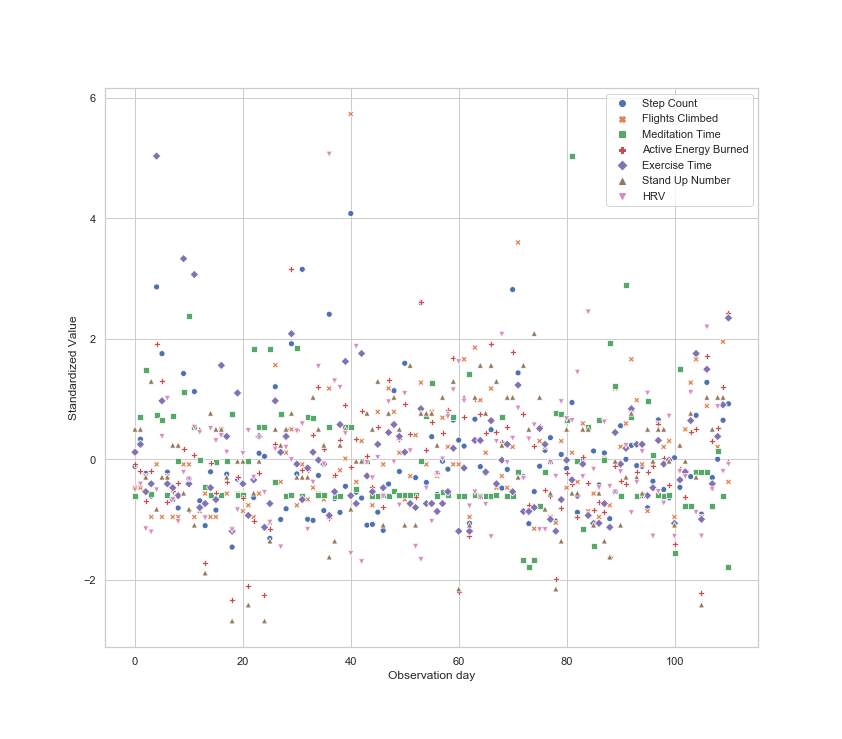 6
4
2
0
−2
0
20
40
60
80
100
Standardized Value
Observation day
Step Count
Flights Climbed
Meditation Time
Active Energy Burned
Exercise Time
Stand Up Number
HRV